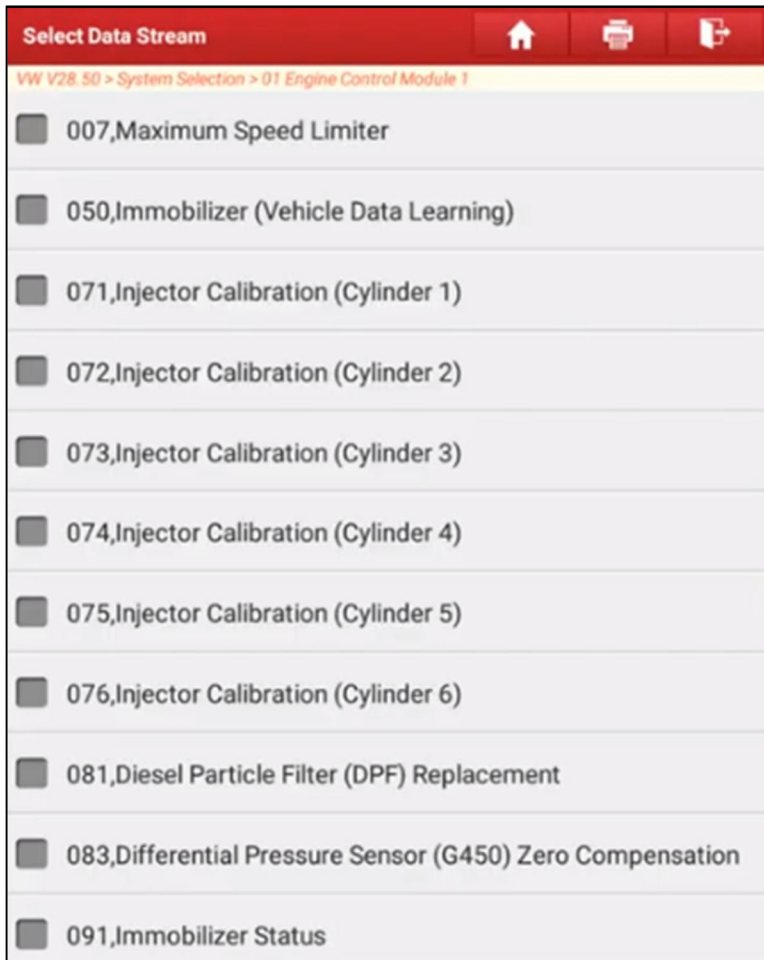 Select Data Stream
VW V28.50 > System Selection > 01 Engine Control Module 1
007,Maximum Speed Limiter
050,Immobilizer (Vehicle Data Learning)
071,Injector Calibration (Cylinder 1)
072,Injector Calibration (Cylinder 2)
073,Injector Calibration (Cylinder 3)
074,Injector Calibration (Cylinder 4)
075,Injector Calibration (Cylinder 5)
076,Injector Calibration (Cylinder 6)
081,Diesel Particle Filter (DPF) Replacement
083,Differential Pressure Sensor (G450) Zero Compensation
091,Immobilizer Status